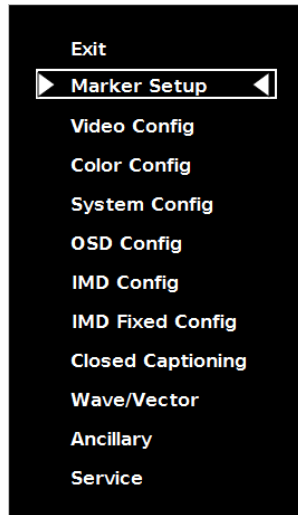 Exit
Marker Setup
Video Config
Color Config
System Config
OSD Config
IMD Config
IMD Fixed Config
Closed Captioning
Wave/Vector
Ancillary
Service